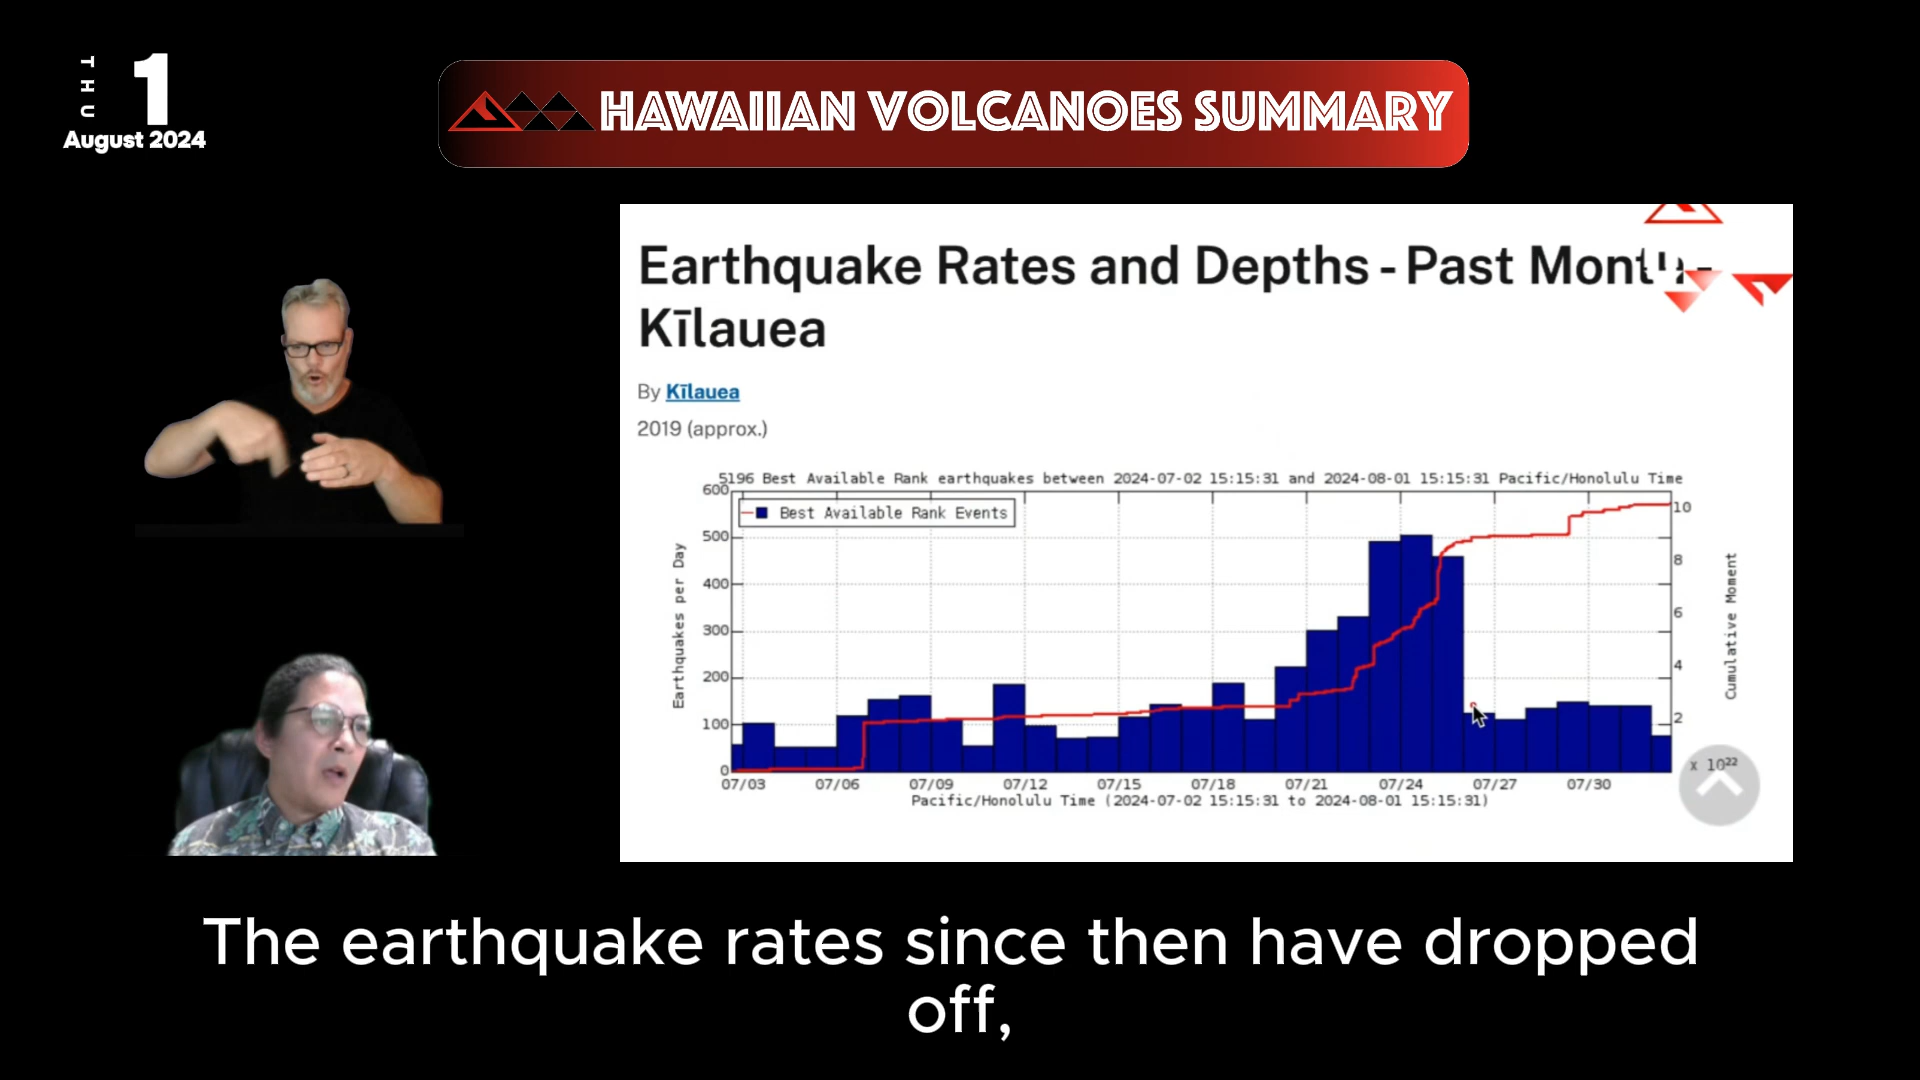 THU
1
August 2024
HAWAIIAN VOLCANOES SUMMARY
Earthquake Rates and Depths - Past Month -
Kīlauea
By Kīlauea
2019 (approx.)
5196 Best Available Rank earthquakes between 2024-07-02 15:15:31 and 2024-08-01 15:15:31 Pacific/Honolulu Time
Best Available Rank Events
Earthquakes per Day
600
500
400
300
200
100
0
10
8
6
4
2
x 10²²
Cumulative Moment
07/03 07/06 07/09 07/12 07/15 07/18 07/21 07/24 07/27 07/30
Pacific/Honolulu Time (2024-07-02 15:15:31 to 2024-08-01 15:15:31)
The earthquake rates since then have dropped
off,